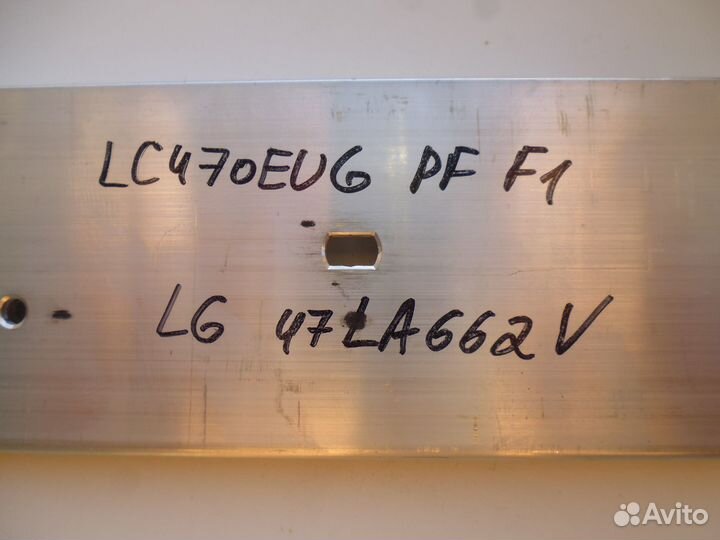 LC470EUG PF F1
LG 47LA662V
Avito